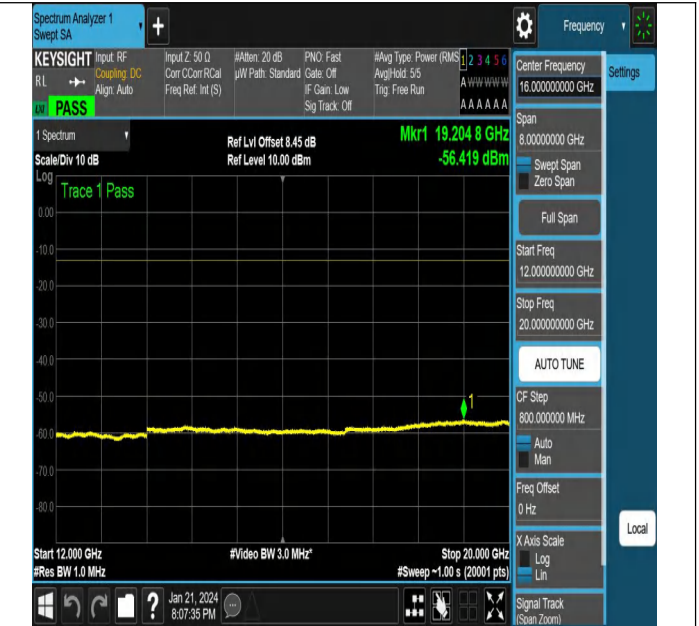 Spectrum Analyzer 1
Swept SA
+
Frequency
KEYSIGHT
RL
PASS
Input: RF
Coupling: DC
Align: Auto
Input Z: 50 Ω
Corr CCorr RCal
Freq Ref: Int (S)
#Atten: 20 dB
µW Path: Standard
PNO: Fast
Gate: Off
IF Gain: Low
Sig Track: Off
#Avg Type: Power (RMS
Avg|Hold: 5/5
Trig: Free Run
1 2 3 4 5 6
A W W W W W
A A A A A A
1 Spectrum
Scale/Div 10 dB
Ref Lvl Offset 8.45 dB
Ref Level 10.00 dBm
Mkr1 19.204 8 GHz
-56.419 dBm
Log
Trace 1 Pass
0.00
-10.0
-20.0
-30.0
-40.0
-50.0
-60.0
-70.0
-80.0
1
Start 12.000 GHz
#Res BW 1.0 MHz
#Video BW 3.0 MHz*
Stop 20.000 GHz
#Sweep ~1.00 s (20001 pts)
Jan 21, 2024
8:07:35 PM
Center Frequency
16.000000000 GHz
Settings
Span
8.00000000 GHz
Swept Span
Zero Span
Full Span
Start Freq
12.000000000 GHz
Stop Freq
20.000000000 GHz
AUTO TUNE
CF Step
800.000000 MHz
Auto
Man
Freq Offset
0 Hz
X Axis Scale
Log
Lin
Local
Signal Track
(Span Zoom)